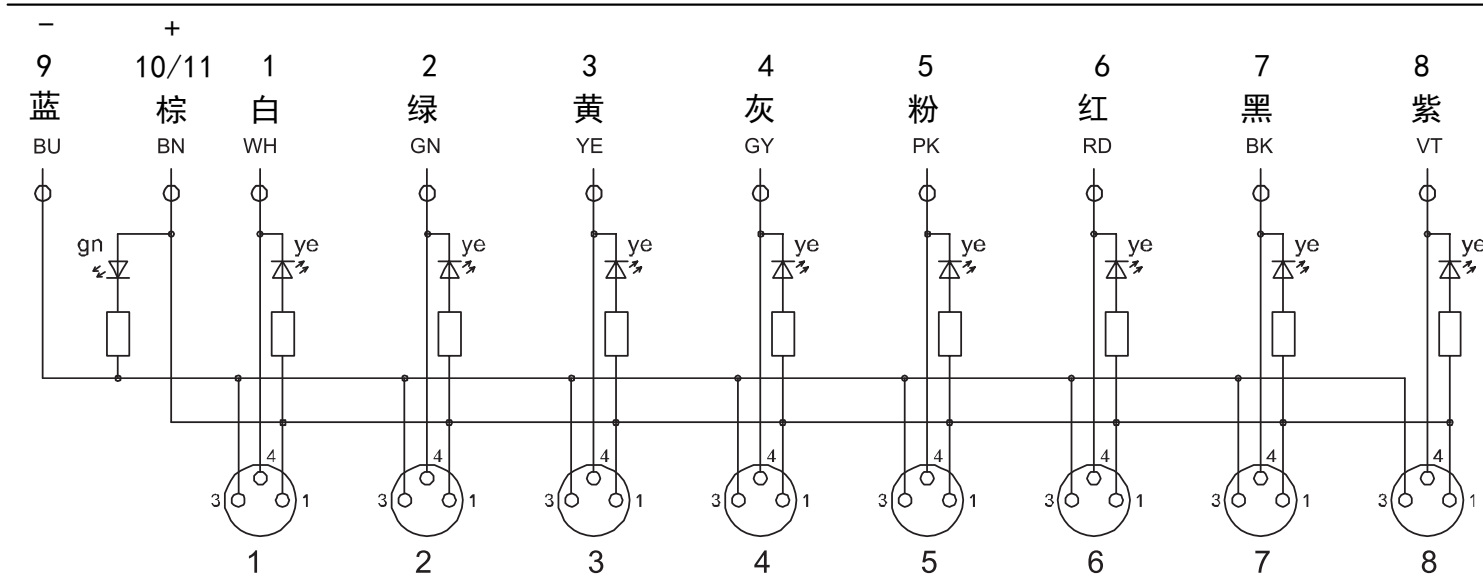 − +
9 10/11 1 2 3 4 5 6 7 8
蓝 棕 白 绿 黄 灰 粉 红 黑 紫
BU BN WH GN YE GY PK RD BK VT
gn ye ye ye ye ye ye ye ye
4 4 4 4 4 4 4 4
3 1 3 1 3 1 3 1 3 1 3 1 3 1 3 1
1 2 3 4 5 6 7 8